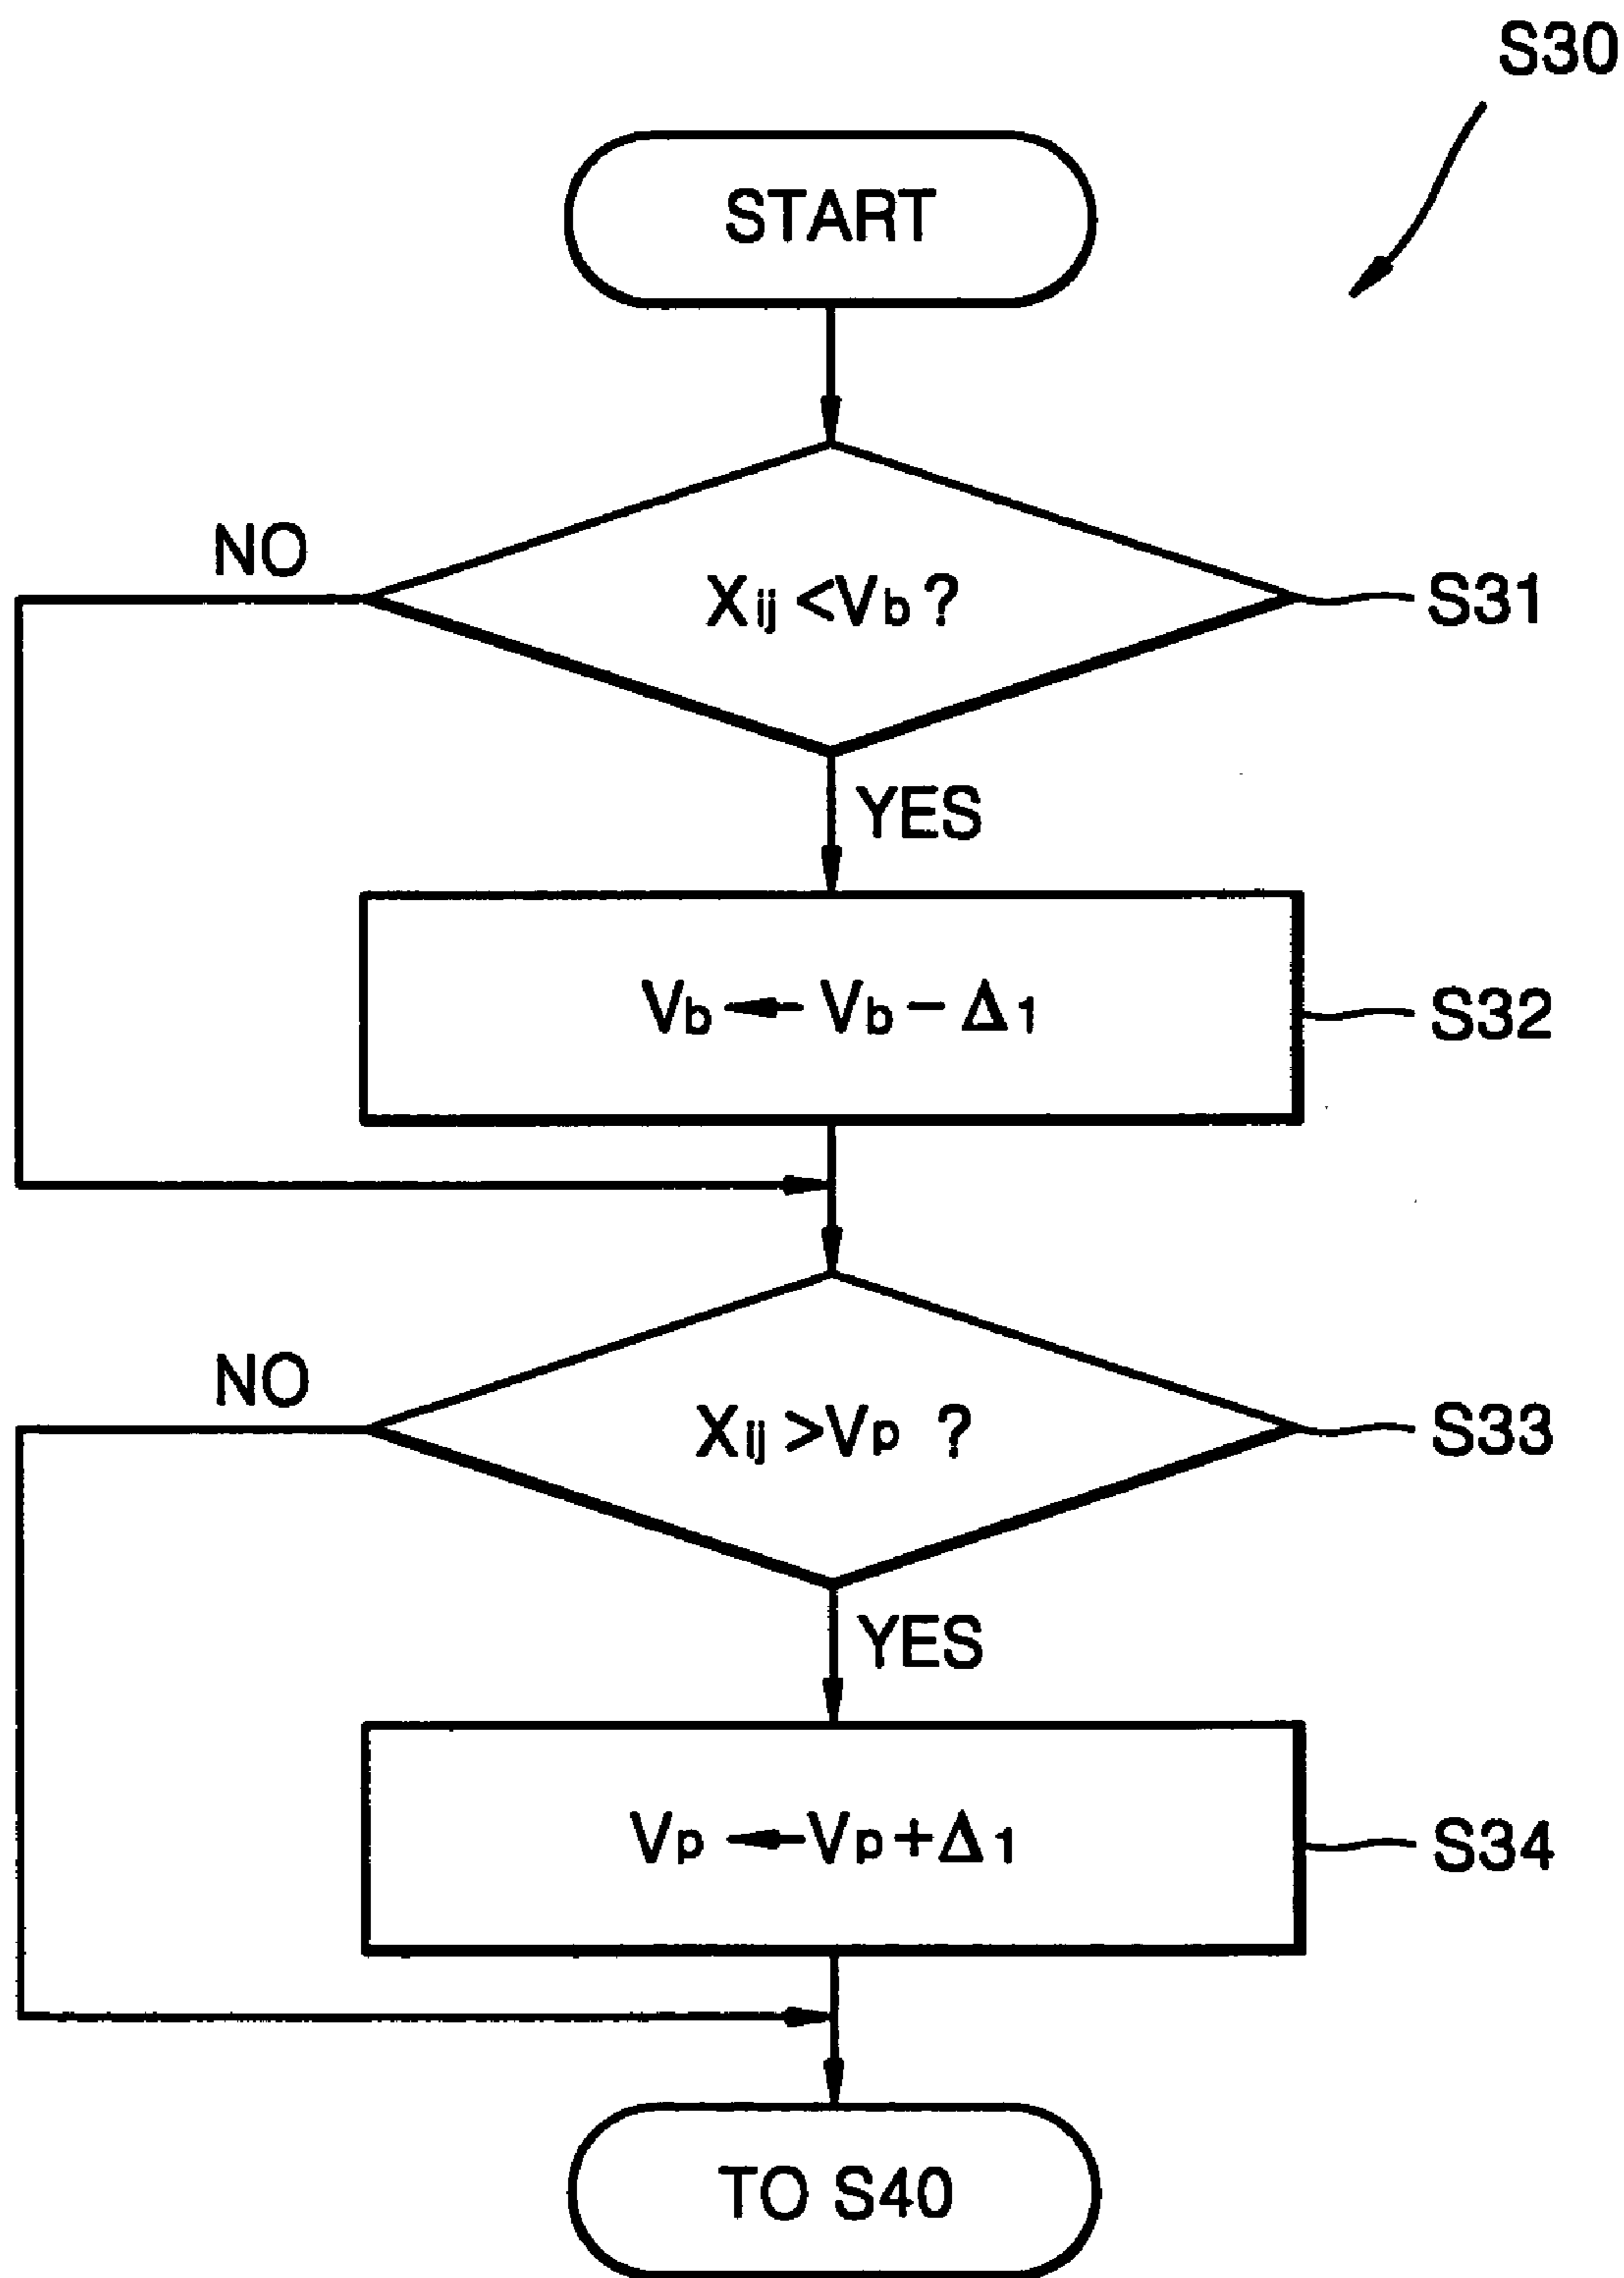 S30
START
NO
Xij<Vb?
S31
YES
Vb ← Vb − Δ1
S32
NO
Xij >Vp ?
S33
YES
Vp ← Vp+Δ1
S34
TO S40